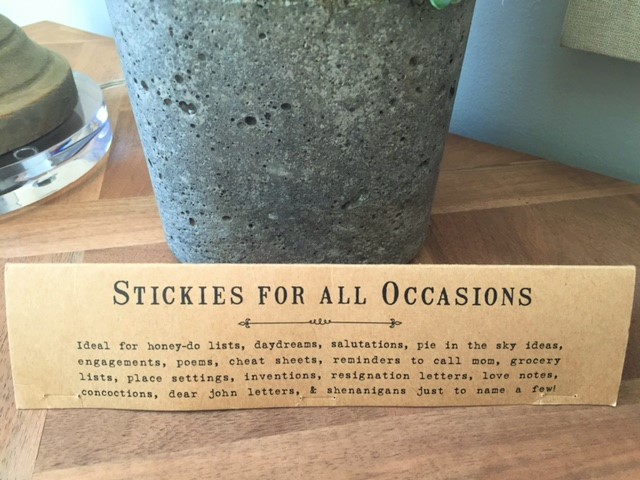 Stickies for all Occasions
Ideal for honey-do lists, daydreams, salutations, pie in the sky ideas,
engagements, poems, cheat sheets, reminders to call mom, grocery
lists, place settings, inventions, resignation letters, love notes,
concoctions, dear john letters, & shenanigans just to name a few!